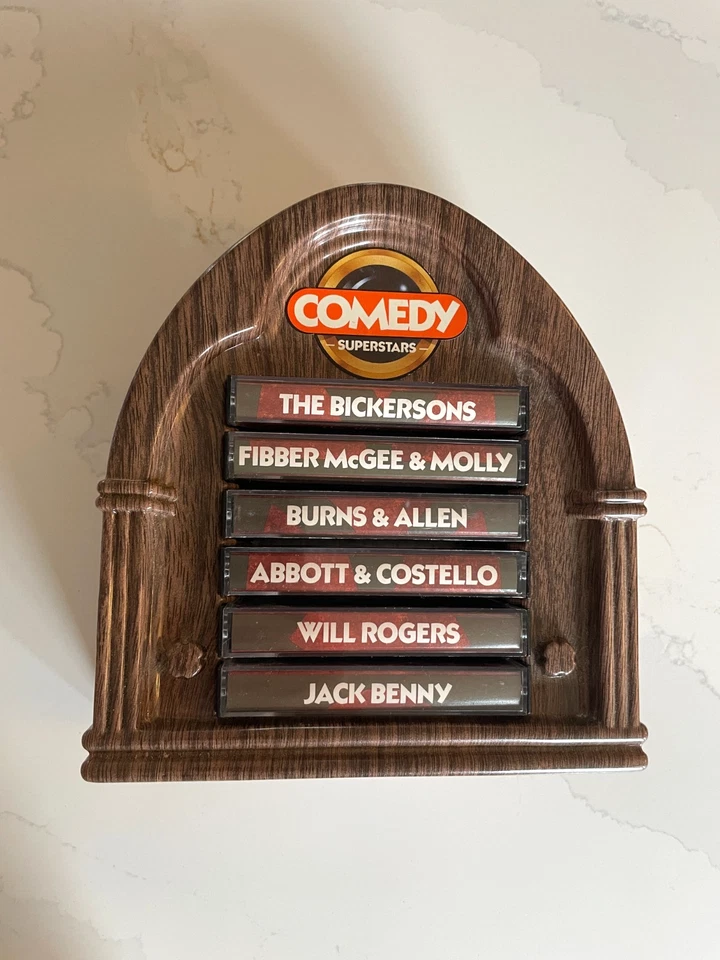 COMEDY
SUPERSTARS
THE BICKERSONS
FIBBER McGEE & MOLLY
BURNS & ALLEN
ABBOTT & COSTELLO
WILL ROGERS
JACK BENNY